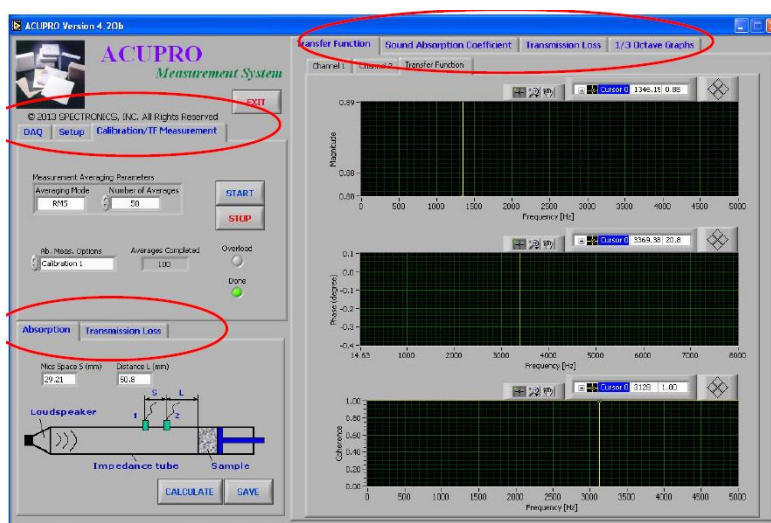 ACUPRO Version 4.20b
ACUPRO
Measurement System
EXIT
© 2013 SPECTRONICS, INC. All Rights Reserved
DAQ Setup Calibration/TF Measurement
Measurement Averaging Parameters
Averaging Mode Number of Averages
RMS 50
START
STOP
Ab. Meas. Options Averages Completed Overload
Calibration 1 100
Done
Absorption Transmission Loss
Mics Space S (mm) Distance L (mm)
29.21 50.8
S L
Loudspeaker 1 2
Impedance tube Sample
CALCULATE SAVE
Transfer Function Sound Absorption Coefficient Transmission Loss 1/3 Octave Graphs
Channel 1 Channel 2 Transfer Function
Cursor 0 1346.15 0.88
0.89
0.88
0.88
Magnitude
0 500 1000 1500 2000 2500 3000 3500 4000 4500 5000
Frequency [Hz]
Cursor 0 3369.38 20.8
0.1
0.0
-0.1
-0.2
-0.3
-0.4
Phase (degree)
14.63 1000 2000 3000 4000 5000 6000 7000 8000
Frequency [Hz]
Cursor 0 3128 1.00
1.00
0.80
0.60
0.40
0.20
0.00
Coherence
0 500 1000 1500 2000 2500 3000 3500 4000 4500 5000
Frequency [Hz]